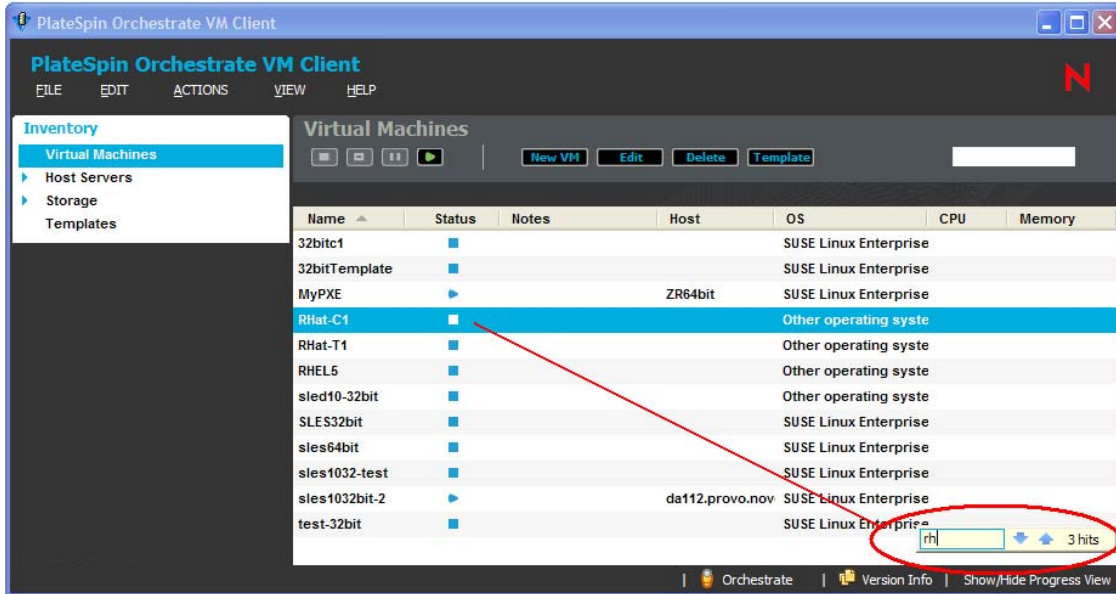 PlateSpin Orchestrate VM Client
PlateSpin Orchestrate VM Client
FILE EDIT ACTIONS VIEW HELP
N
Inventory
Virtual Machines
Host Servers
Storage
Templates
Virtual Machines
New VM Edit Delete Template
Name Status Notes Host OS CPU Memory
32bitc1 SUSE Linux Enterprise
32bitTemplate SUSE Linux Enterprise
MyPXE ZR64bit SUSE Linux Enterprise
RHat-C1 Other operating syste
RHat-T1 Other operating syste
RHEL5 Other operating syste
sled10-32bit Other operating syste
SLES32bit SUSE Linux Enterprise
sles64bit SUSE Linux Enterprise
sles1032-test SUSE Linux Enterprise
sles1032bit-2 da112.provo.nov SUSE Linux Enterprise
test-32bit SUSE Linux Enterprise
rh 3 hits
| Orchestrate | Version Info | Show/Hide Progress View